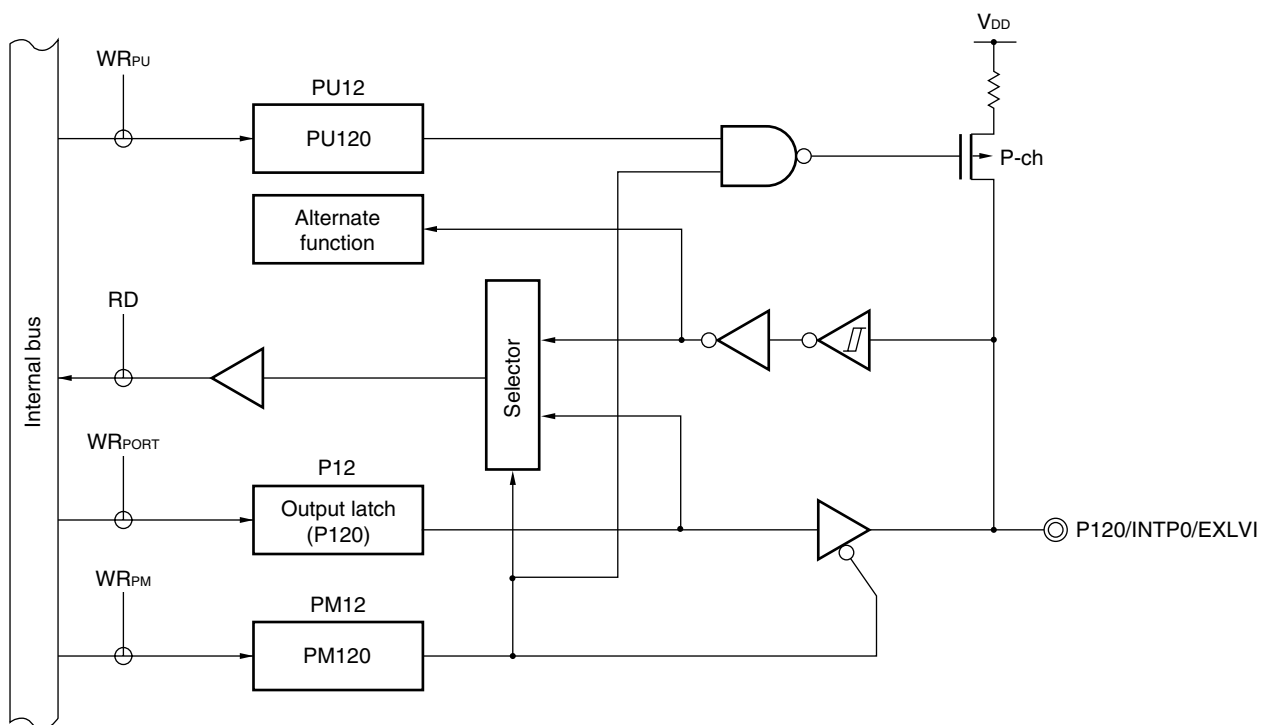 VDD
WRPU
PU12
PU120
P-ch
Alternate
function
RD
Internal bus
Selector
WRPORT
P12
Output latch
(P120)
P120/INTP0/EXLVI
WRPM
PM12
PM120